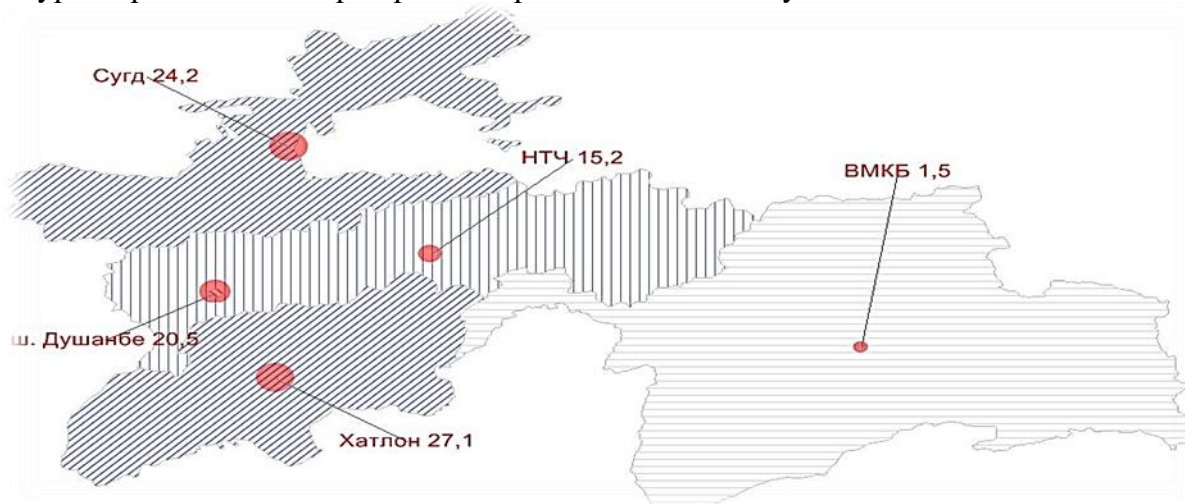 Сугд 24,2
НТЧ 15,2
ВМКБ 1,5
ш. Душанбе 20,5
Хатлон 27,1